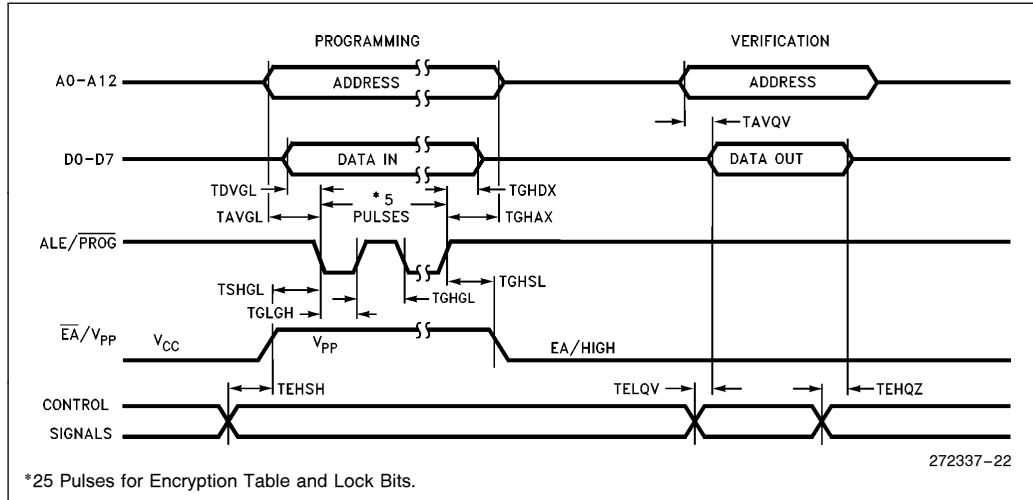 PROGRAMMING VERIFICATION
A0-A12 ADDRESS ADDRESS
TAVQV
D0-D7 DATA IN DATA OUT
TDVGL *5 TGHDX
TAVGL PULSES TGHAX
ALE/PROG
TSHGL TGHGL TGHSL
TGLGH
EA/VPP VCC VPP EA/HIGH
TEHSH TELQV TEHQZ
CONTROL
SIGNALS
272337-22
*25 Pulses for Encryption Table and Lock Bits.